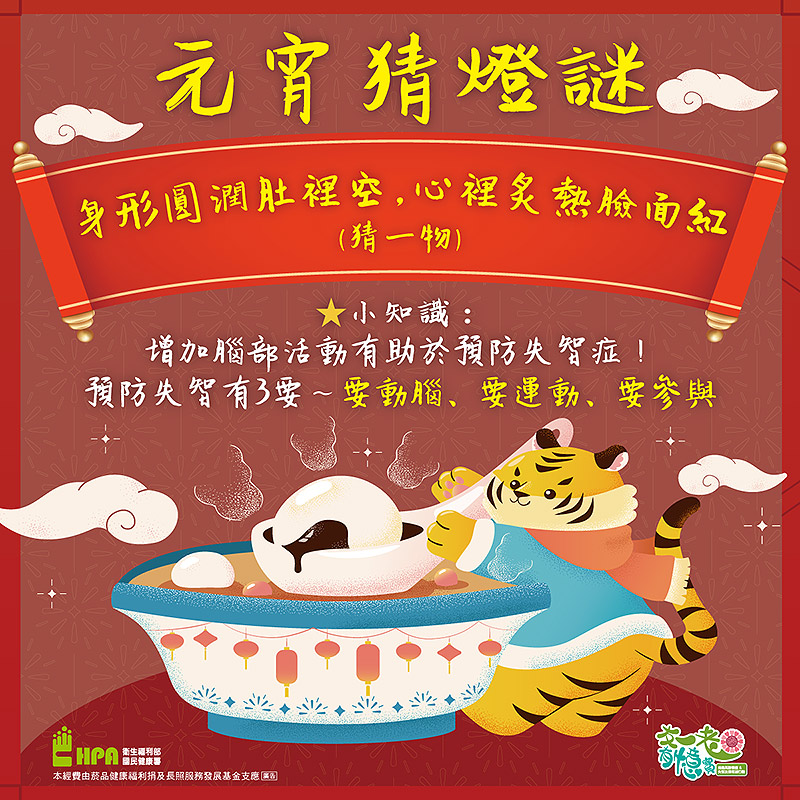 元宵猜燈謎
身形圓潤肚裡空，心裡炙熱臉面紅
(猜一物)
★小知識：
增加腦部活動有助於預防失智症！
預防失智有3要～要動腦、要運動、要參與
HPA 衛生福利部
國民健康署
本經費由菸品健康福利捐及長照服務發展基金支應 廣告